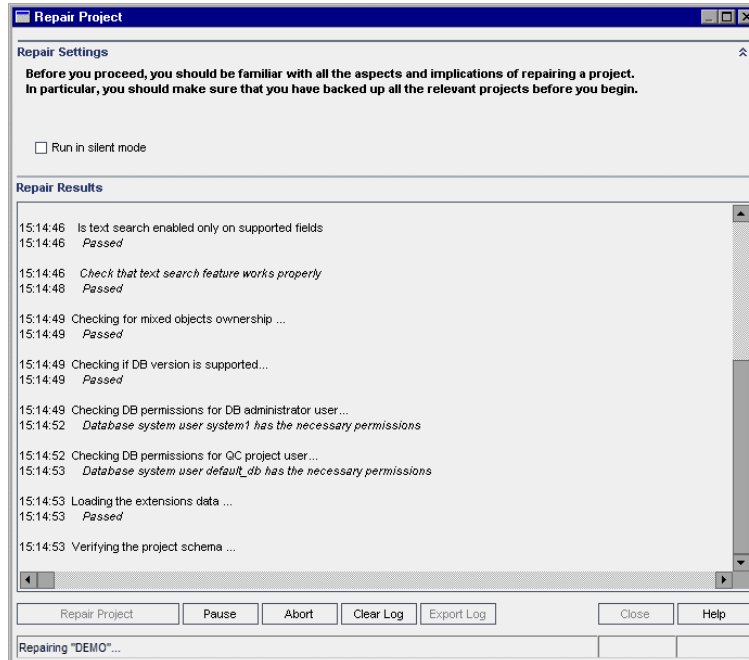 Repair Project
Repair Settings
Before you proceed, you should be familiar with all the aspects and implications of repairing a project.
In particular, you should make sure that you have backed up all the relevant projects before you begin.
Run in silent mode
Repair Results
15:14:46 Is text search enabled only on supported fields
15:14:46 Passed
15:14:46 Check that text search feature works properly
15:14:48 Passed
15:14:49 Checking for mixed objects ownership ...
15:14:49 Passed
15:14:49 Checking if DB version is supported...
15:14:49 Passed
15:14:49 Checking DB permissions for DB administrator user...
15:14:52 Database system user system1 has the necessary permissions
15:14:52 Checking DB permissions for QC project user...
15:14:53 Database system user default_db has the necessary permissions
15:14:53 Loading the extensions data ...
15:14:53 Passed
15:14:53 Verifying the project schema ...
Repair Project Pause Abort Clear Log Export Log Close Help
Repairing "DEMO"...